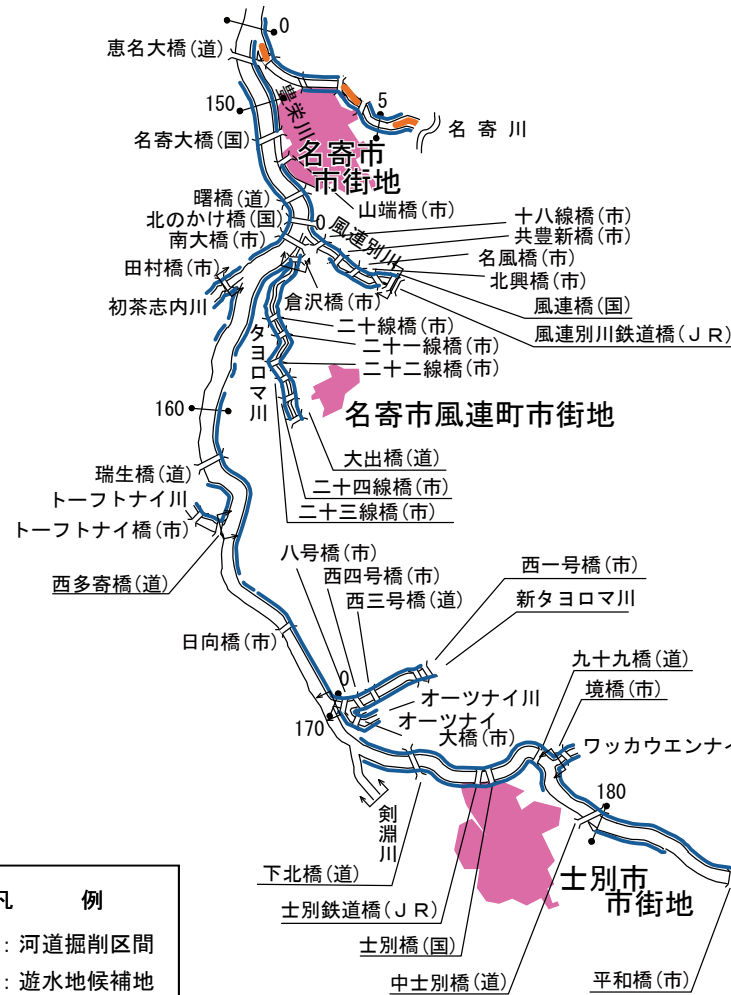 0
恵名大橋(道)
150
5
豊栄川
名寄川
名寄大橋(国)
名寄市
市街地
曙橋(道)
山端橋(市)
北のかけ橋(国)
0
風連別川
十八線橋(市)
南大橋(市)
共豊新橋(市)
名風橋(市)
田村橋(市)
北興橋(市)
倉沢橋(市)
初茶志内川
風連橋(国)
二十線橋(市)
風連別川鉄道橋(JR)
タヨロマ川
二十一線橋(市)
二十二線橋(市)
160
名寄市風連町市街地
大出橋(道)
瑞生橋(道)
二十四線橋(市)
トーフトナイ川
二十三線橋(市)
トーフトナイ橋(市)
八号橋(市)
西四号橋(市)
西一号橋(市)
西多寄橋(道)
西三号橋(道)
新タヨロマ川
日向橋(市)
九十九橋(道)
0
境橋(市)
オーツナイ川
170
オーツナイ
大橋(市)
ワッカウエンナイ
180
剣淵川
下北橋(道)
士別市
市街地
士別鉄道橋(JR)
士別橋(国)
中士別橋(道)
平和橋(市)
凡 例
:河道掘削区間
:遊水地候補地